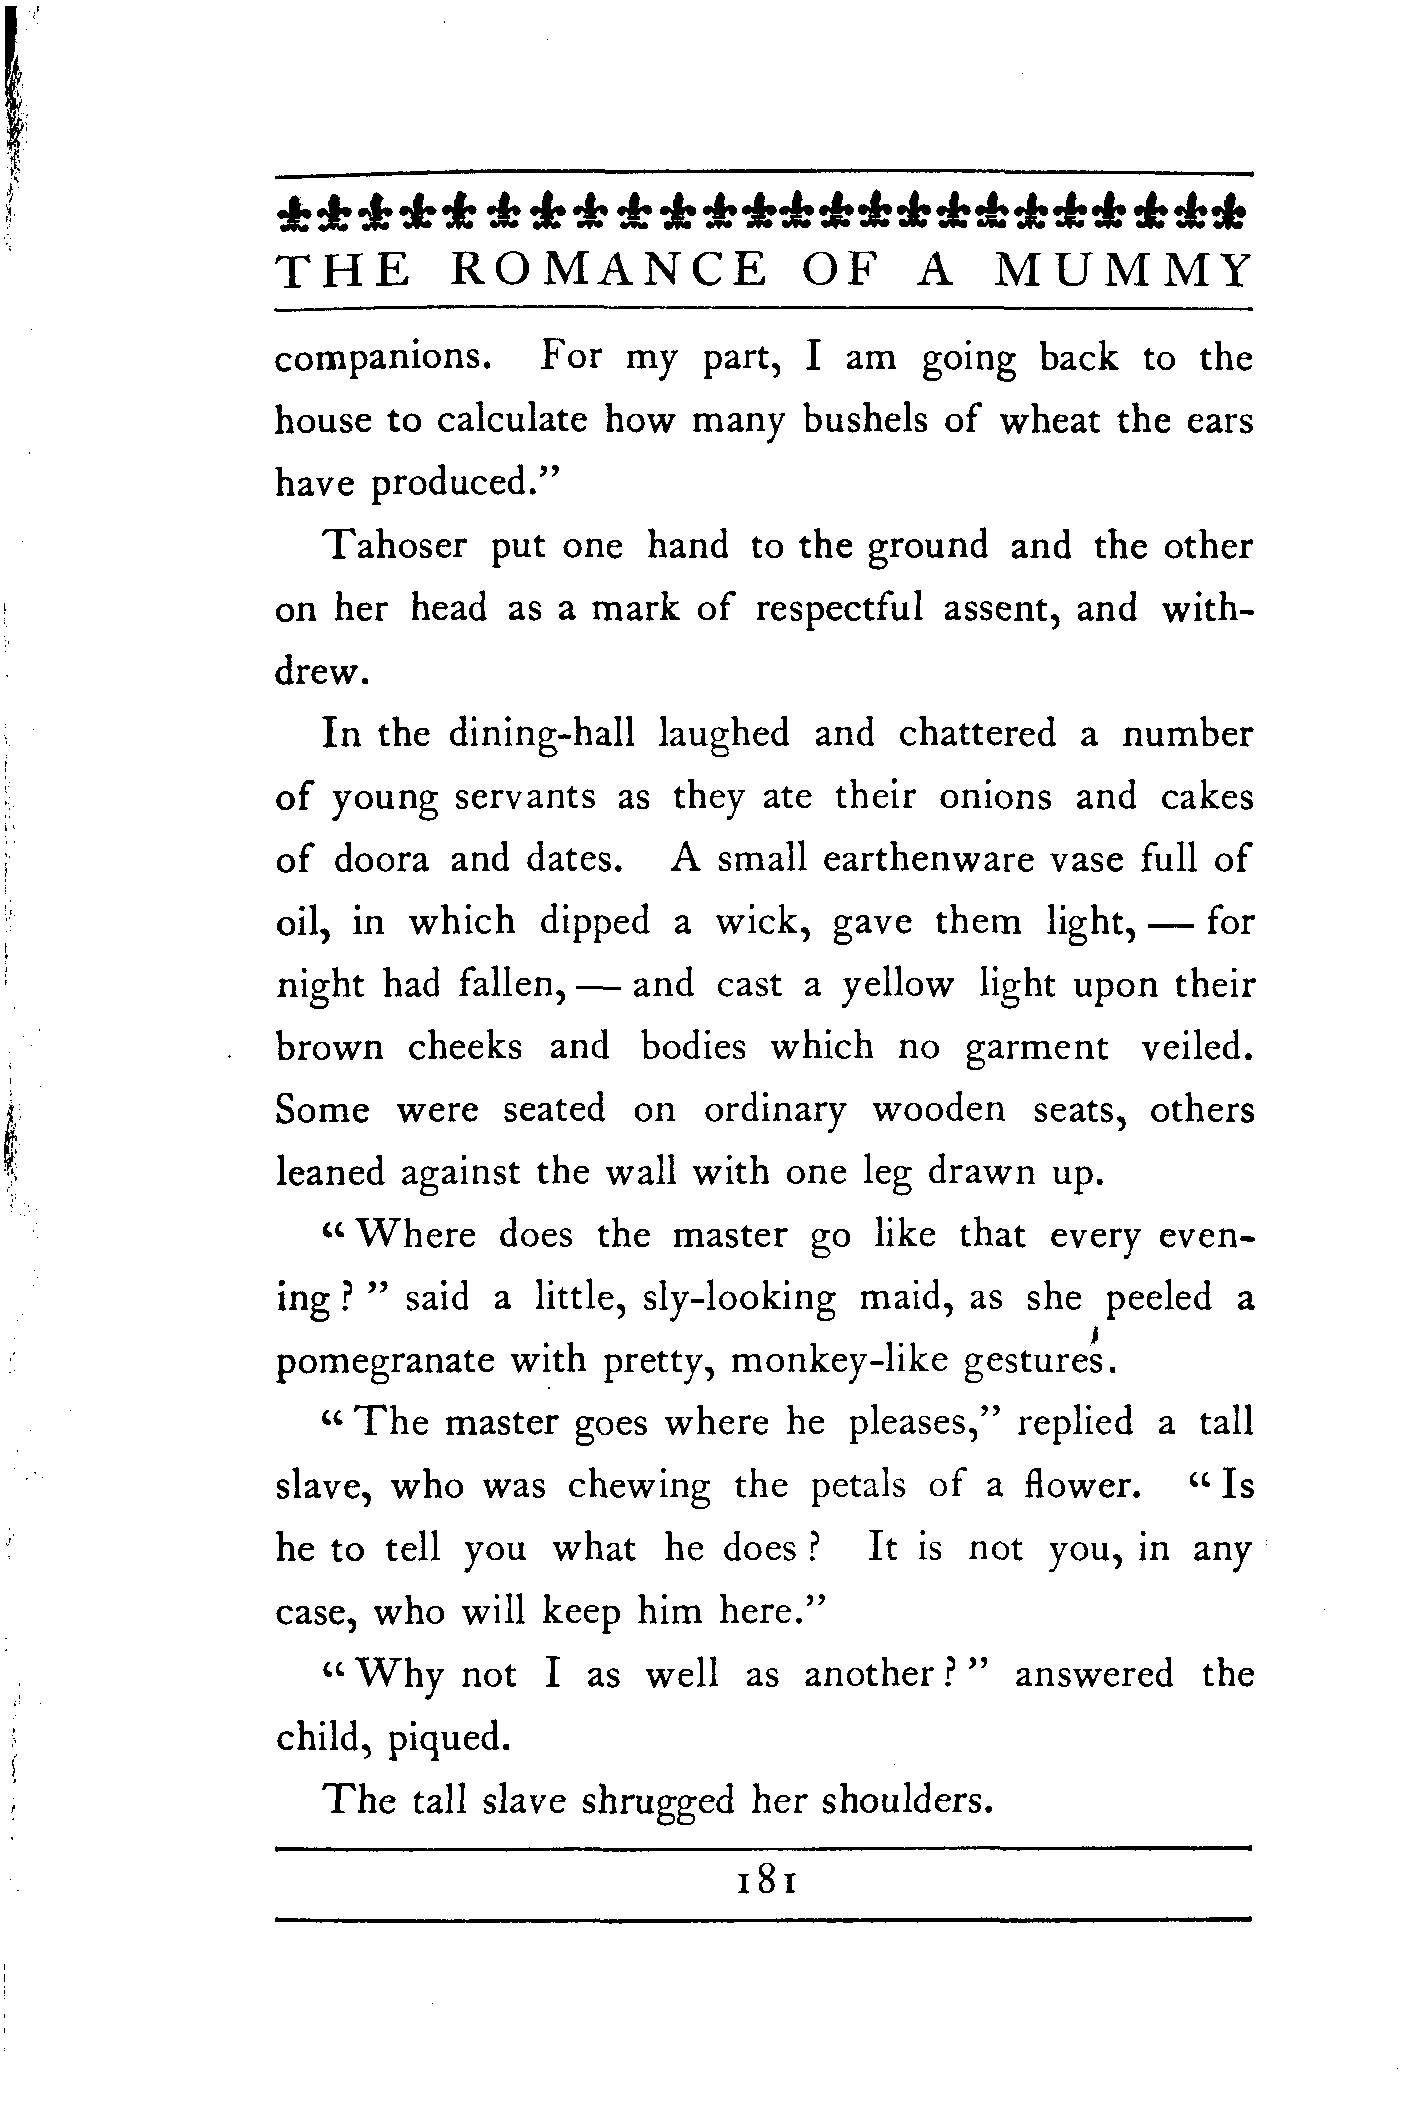 THE ROMANCE OF A MUMMY
companions. For my part, I am going back to the
house to calculate how many bushels of wheat the ears
have produced.”
Tahoser put one hand to the ground and the other
on her head as a mark of respectful assent, and with-
drew.
In the dining-hall laughed and chattered a number
of young servants as they ate their onions and cakes
of doora and dates. A small earthenware vase full of
oil, in which dipped a wick, gave them light, — for
night had fallen, — and cast a yellow light upon their
brown cheeks and bodies which no garment veiled.
Some were seated on ordinary wooden seats, others
leaned against the wall with one leg drawn up.
“Where does the master go like that every even-
ing?” said a little, sly-looking maid, as she peeled a
pomegranate with pretty, monkey-like gestures.
“The master goes where he pleases,” replied a tall
slave, who was chewing the petals of a flower. “Is
he to tell you what he does? It is not you, in any
case, who will keep him here.”
“Why not I as well as another?” answered the
child, piqued.
The tall slave shrugged her shoulders.
181